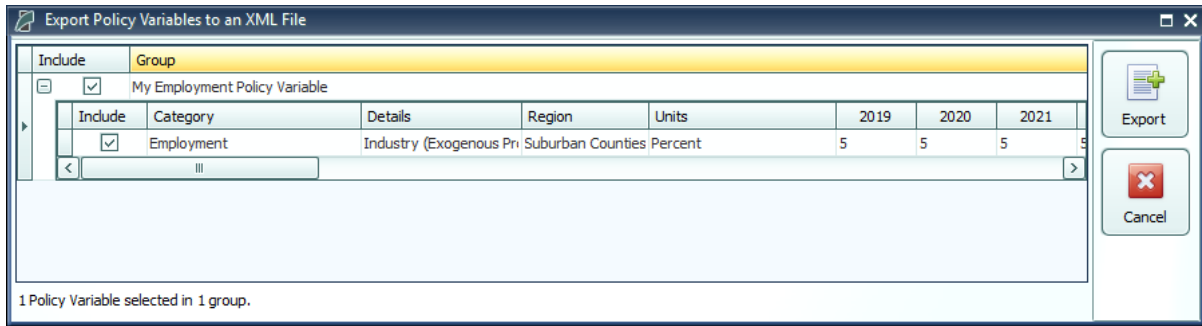 Export Policy Variables to an XML File
Include Group
My Employment Policy Variable
Include Category Details Region Units 2019 2020 2021
Employment Industry (Exogenous Pr Suburban Counties Percent 5 5 5 5
Export
Cancel
1 Policy Variable selected in 1 group.